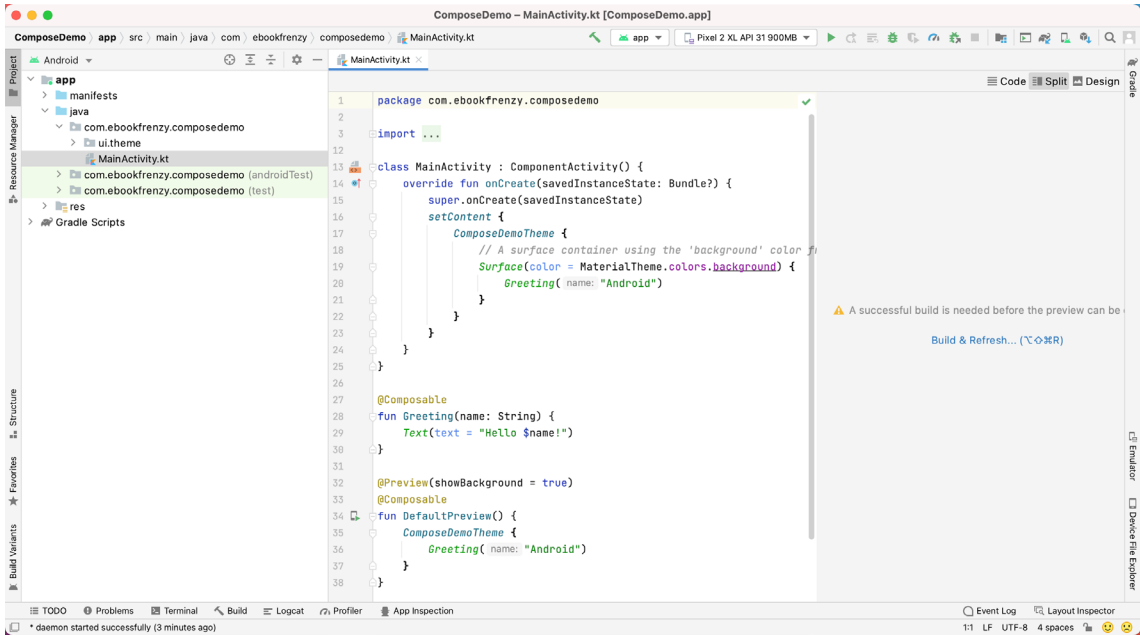 ComposeDemo – MainActivity.kt [ComposeDemo.app]
ComposeDemo app src main java com ebookfrenzy composedemo MainActivity.kt app Pixel 2 XL API 31 900MB
Project
Resource Manager
Structure
Favorites
Build Variants
Android
app
manifests
java
com.ebookfrenzy.composedemo
ui.theme
MainActivity.kt
com.ebookfrenzy.composedemo (androidTest)
com.ebookfrenzy.composedemo (test)
res
Gradle Scripts
MainActivity.kt
Code Split Design
1 package com.ebookfrenzy.composedemo
2
3 import ...
12
13 class MainActivity : ComponentActivity() {
14 override fun onCreate(savedInstanceState: Bundle?) {
15 super.onCreate(savedInstanceState)
16 setContent {
17 ComposeDemoTheme {
18 // A surface container using the 'background' color
19 Surface(color = MaterialTheme.colors.background) {
20 Greeting( name: "Android")
21 }
22 }
23 }
24 }
25 }
26
27 @Composable
28 fun Greeting(name: String) {
29 Text(text = "Hello $name!")
30 }
31
32 @Preview(showBackground = true)
33 @Composable
34 fun DefaultPreview() {
35 ComposeDemoTheme {
36 Greeting( name: "Android")
37 }
38 }
A successful build is needed before the preview can be
Build & Refresh... (⌥⇧⌘R)
Gradle
Emulator
Device File Explorer
TODO Problems Terminal Build Logcat Profiler App Inspection Event Log Layout Inspector
* daemon started successfully (3 minutes ago) 1:1 LF UTF-8 4 spaces